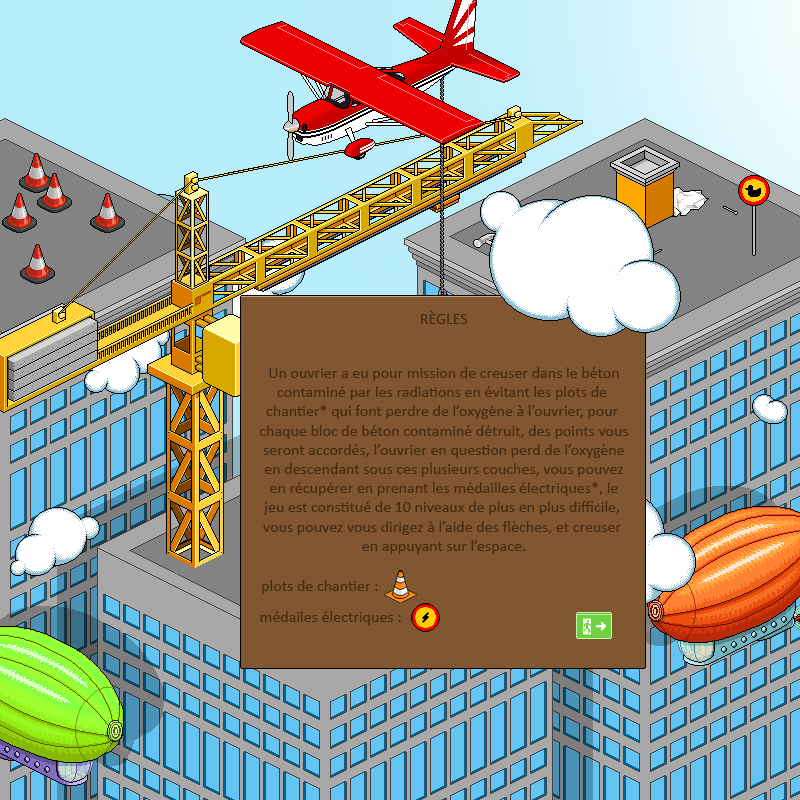 RÈGLES
Un ouvrier a eu pour mission de creuser dans le béton
contaminé par les radiations en évitant les plots de
chantier* qui font perdre de l'oxygène à l'ouvrier, pour
chaque bloc de béton contaminé détruit, des points vous
seront accordés, l'ouvrier en question perd de l'oxygène
en descendant sous ces plusieurs couches, vous pouvez
en récupérer en prenant les médailles électriques*, le
jeu est constitué de 10 niveaux de plus en plus difficile,
vous pouvez vous dirigez à l'aide des flèches, et creuser
en appuyant sur l'espace.
plots de chantier :
médailes électriques :